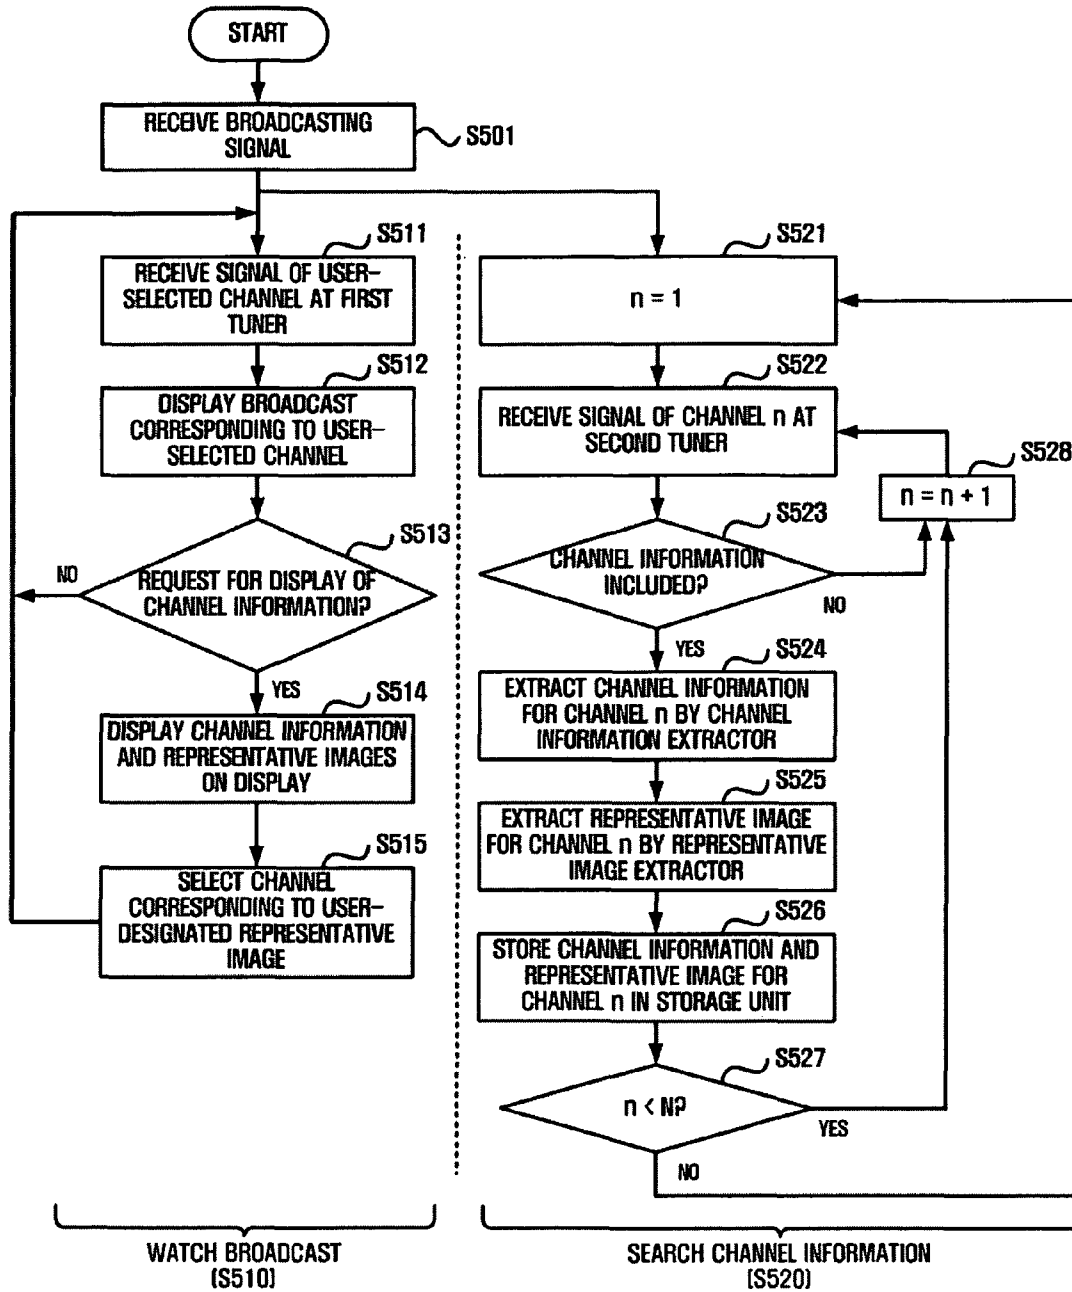 START
RECEIVE BROADCASTING
SIGNAL
S501
S511
RECEIVE SIGNAL OF USER-
SELECTED CHANNEL AT FIRST
TUNER
S512
DISPLAY BROADCAST
CORRESPONDING TO USER-
SELECTED CHANNEL
S513
REQUEST FOR DISPLAY OF
CHANNEL INFORMATION?
NO
YES
S514
DISPLAY CHANNEL INFORMATION
AND REPRESENTATIVE IMAGES
ON DISPLAY
S515
SELECT CHANNEL
CORRESPONDING TO USER-
DESIGNATED REPRESENTATIVE
IMAGE
WATCH BROADCAST
(S510)
S521
n = 1
S522
RECEIVE SIGNAL OF CHANNEL n AT
SECOND TUNER
S528
n = n + 1
S523
CHANNEL INFORMATION
INCLUDED?
NO
YES
S524
EXTRACT CHANNEL INFORMATION
FOR CHANNEL n BY CHANNEL
INFORMATION EXTRACTOR
S525
EXTRACT REPRESENTATIVE IMAGE
FOR CHANNEL n BY REPRESENTATIVE
IMAGE EXTRACTOR
S526
STORE CHANNEL INFORMATION AND
REPRESENTATIVE IMAGE FOR
CHANNEL n IN STORAGE UNIT
S527
n < N?
YES
NO
SEARCH CHANNEL INFORMATION
(S520)